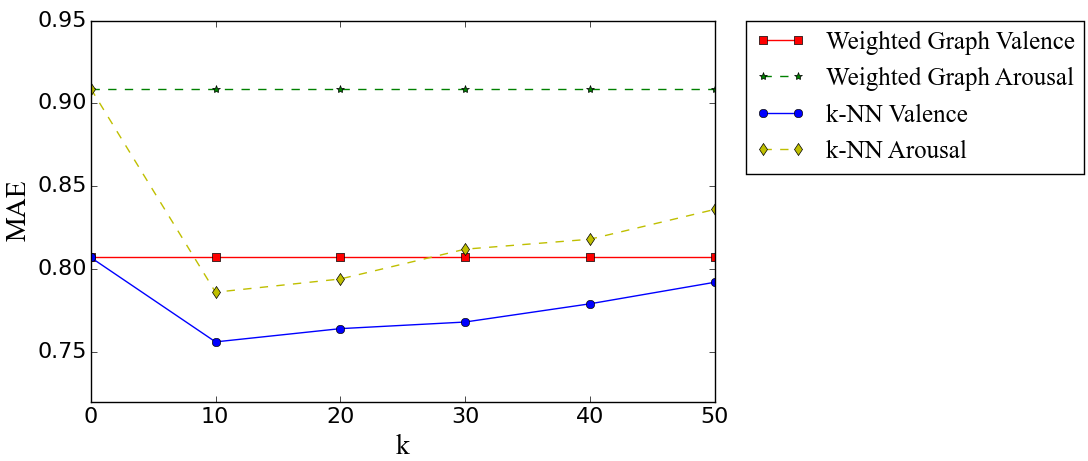 0.95
0.90
0.85
0.80
0.75
MAE
0 10 20 30 40 50
k
Weighted Graph Valence
Weighted Graph Arousal
k-NN Valence
k-NN Arousal